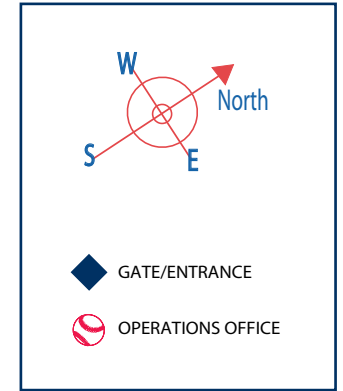 W
North
S
E
GATE/ENTRANCE
OPERATIONS OFFICE